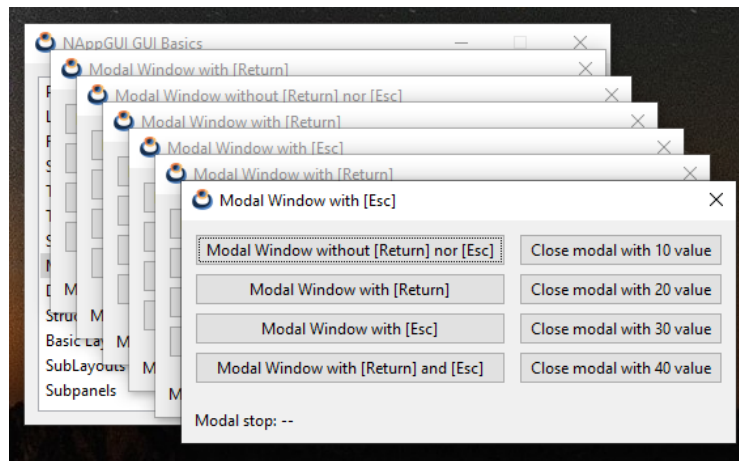 NAppGUI GUI Basics
Modal Window with [Return]
Modal Window without [Return] nor [Esc]
Modal Window with [Return]
Modal Window with [Esc]
Modal Window with [Return]
Modal Window with [Esc]
Modal Window without [Return] nor [Esc] Close modal with 10 value
Modal Window with [Return] Close modal with 20 value
Modal Window with [Esc] Close modal with 30 value
Modal Window with [Return] and [Esc] Close modal with 40 value
Modal stop: --
Basic Lay
SubLayouts
Subpanels